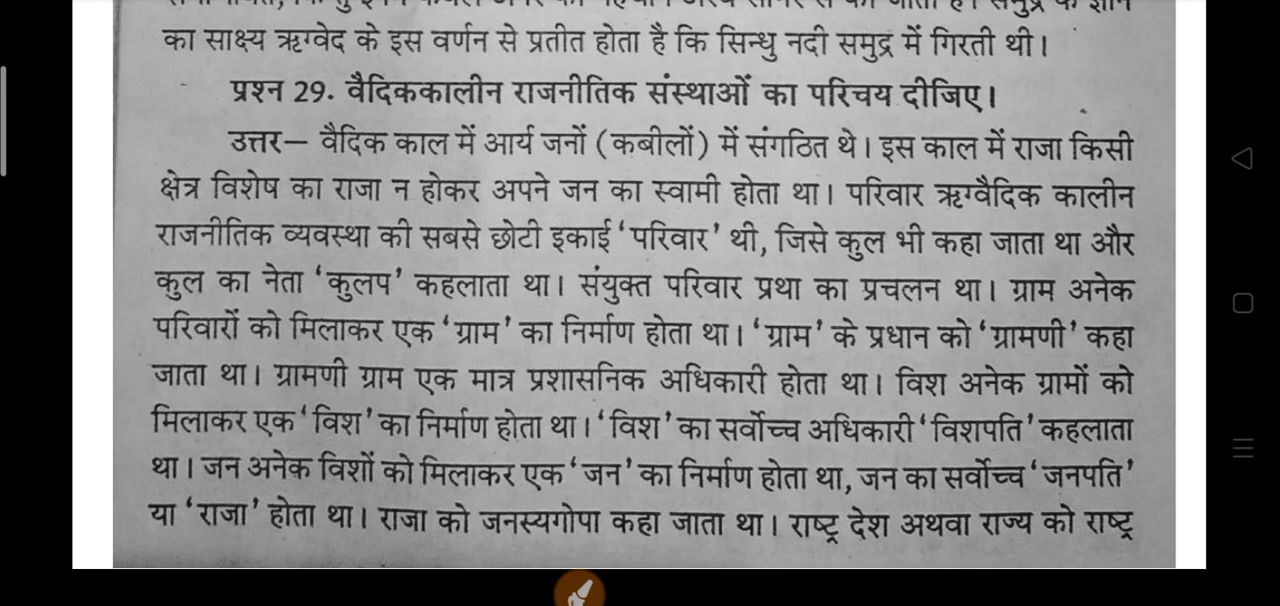 का साक्ष्य ऋग्वेद के इस वर्णन से प्रतीत होता है कि सिन्धु नदी समुद्र में गिरती थी।
प्रश्न 29. वैदिककालीन राजनीतिक संस्थाओं का परिचय दीजिए।
उत्तर— वैदिक काल में आर्य जनों (कबीलों) में संगठित थे। इस काल में राजा किसी
क्षेत्र विशेष का राजा न होकर अपने जन का स्वामी होता था। परिवार ऋग्वैदिक कालीन
राजनीतिक व्यवस्था की सबसे छोटी इकाई ‘परिवार’ थी, जिसे कुल भी कहा जाता था और
कुल का नेता ‘कुलप’ कहलाता था। संयुक्त परिवार प्रथा का प्रचलन था। ग्राम अनेक
परिवारों को मिलाकर एक ‘ग्राम’ का निर्माण होता था। ‘ग्राम’ के प्रधान को ‘ग्रामणी’ कहा
जाता था। ग्रामणी ग्राम एक मात्र प्रशासनिक अधिकारी होता था। विश अनेक ग्रामों को
मिलाकर एक ‘विश’ का निर्माण होता था। ‘विश’ का सर्वोच्च अधिकारी ‘विशपति’ कहलाता
था। जन अनेक विशों को मिलाकर एक ‘जन’ का निर्माण होता था, जन का सर्वोच्च ‘जनपति’
या ‘राजा’ होता था। राजा को जनस्यगोपा कहा जाता था। राष्ट्र देश अथवा राज्य को राष्ट्र